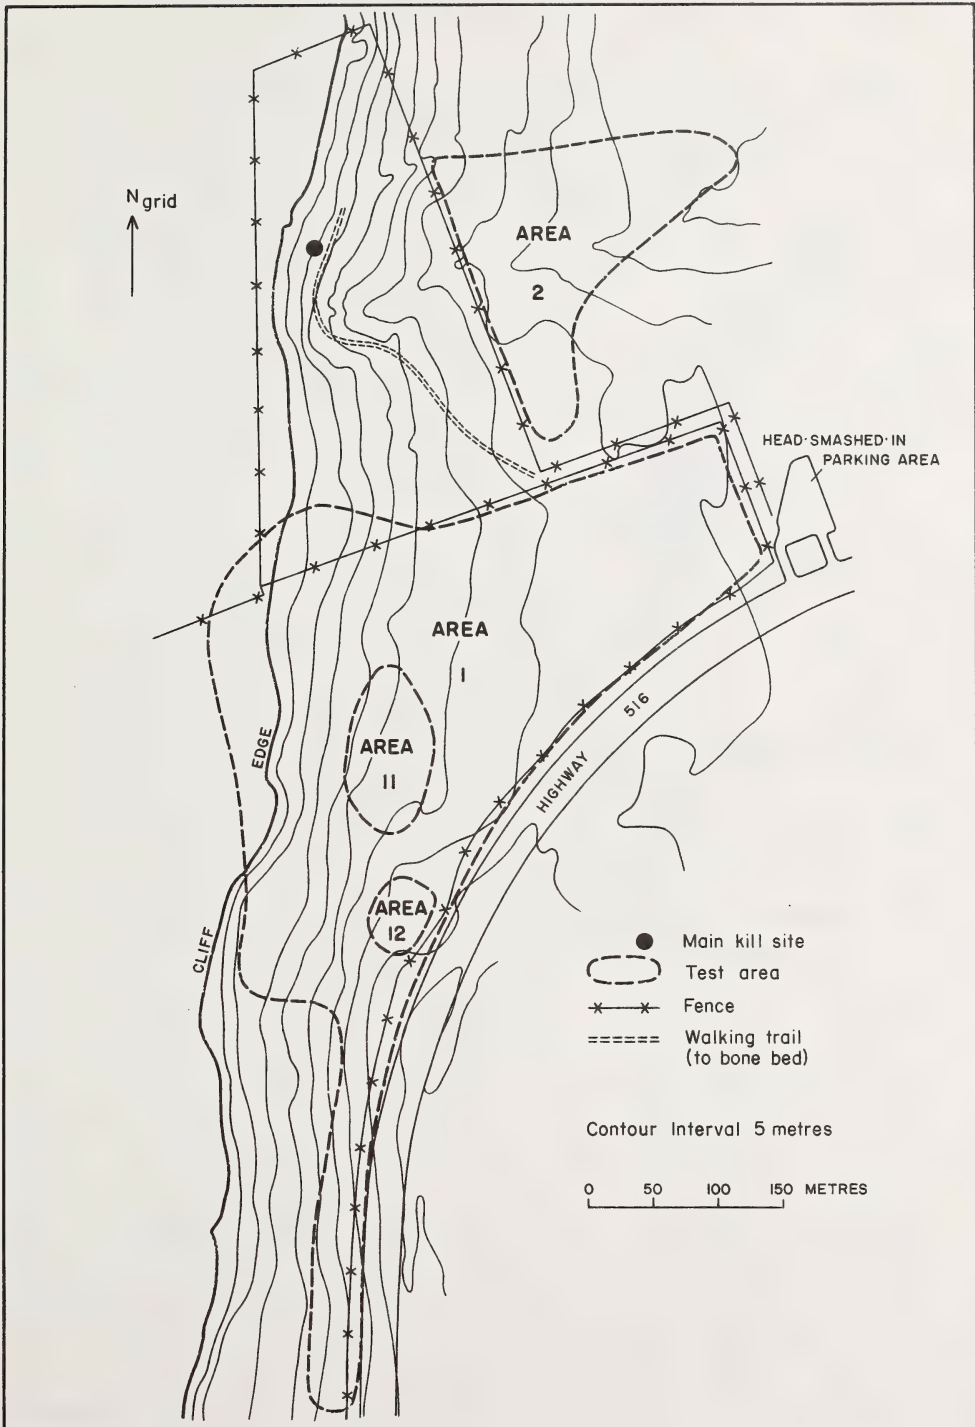 N grid
AREA
2
HEAD-SMASHED-IN
PARKING AREA
AREA
1
516
HIGHWAY
EDGE
AREA
11
AREA
12
CLIFF
Main kill site
Test area
Fence
Walking trail
(to bone bed)
Contour Interval 5 metres
0 50 100 150 METRES